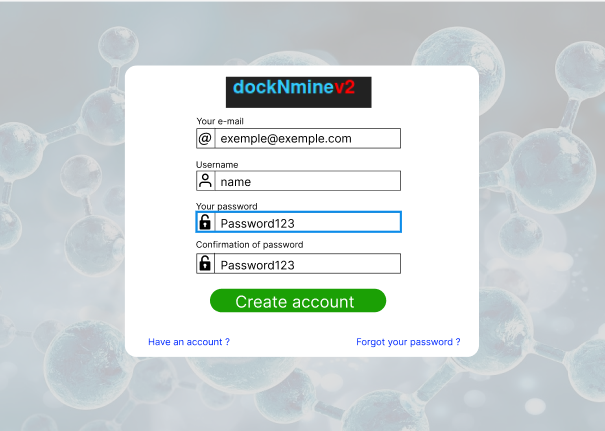 dockNminev2
Your e-mail
@ exemple@exemple.com
Username
name
Your password
Password123
Confirmation of password
Password123
Create account
Have an account ? Forgot your password ?